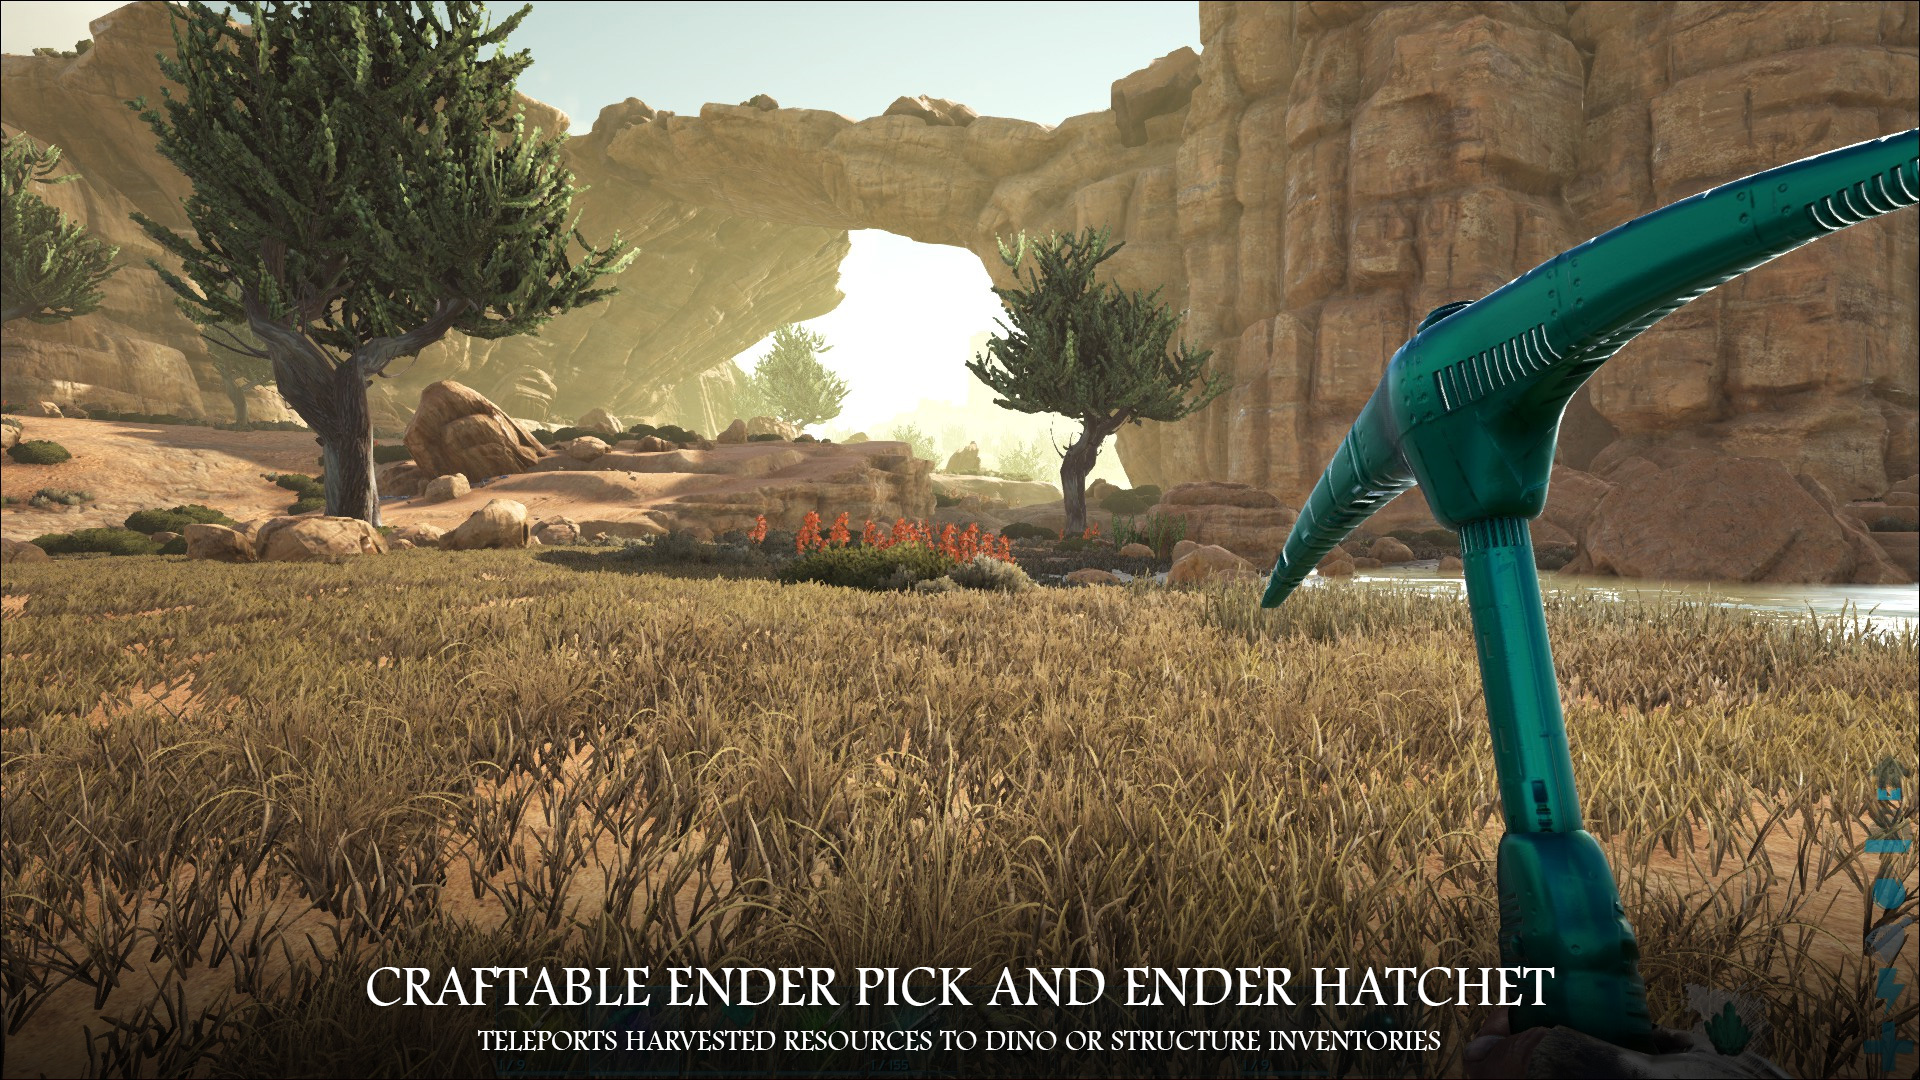 CRAFTABLE ENDER PICK AND ENDER HATCHET
TELEPORTS HARVESTED RESOURCES TO DINO OR STRUCTURE INVENTORIES